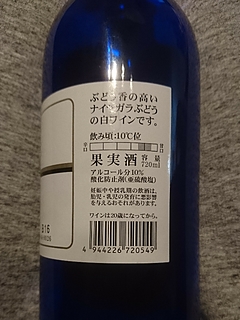 ぶどう香の高い
ナイヤガラぶどう
の白ワインです。
飲み頃:10℃位
辛口 甘口
果実酒 容量 720ml
アルコール分10%
酸化防止剤(亜硫酸塩)
妊娠中や授乳期の飲酒は、
胎児・乳児の発育に悪影響
を与えるおそれがあります。
ワインは20歳になってから。
4 944226 720549
816